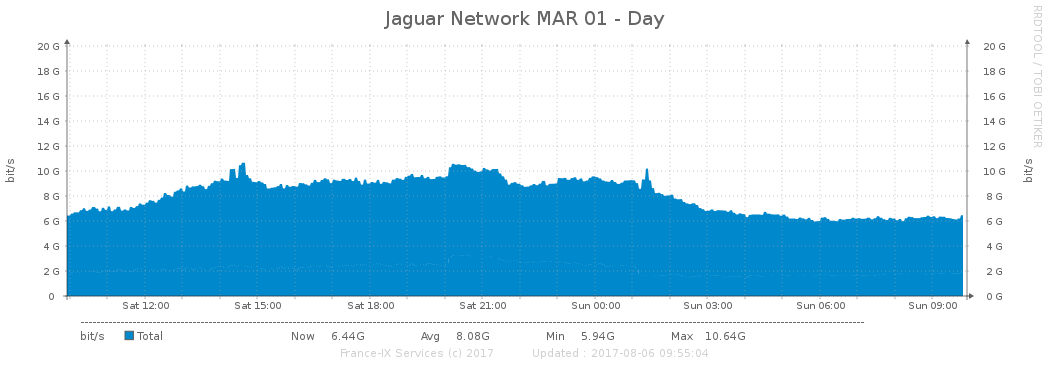 Jaguar Network MAR 01 - Day
RRDTOOL / TOBI OETIKER
bit/s
bit/s
20 G 20 G
18 G 18 G
16 G 16 G
14 G 14 G
12 G 12 G
10 G 10 G
8 G 8 G
6 G 6 G
4 G 4 G
2 G 2 G
0 0 G
Sat 12:00 Sat 15:00 Sat 18:00 Sat 21:00 Sun 00:00 Sun 03:00 Sun 06:00 Sun 09:00
bit/s Total Now 6.44G Avg 8.08G Min 5.94G Max 10.64G
France-IX Services (c) 2017 Updated : 2017-08-06 09:55:04